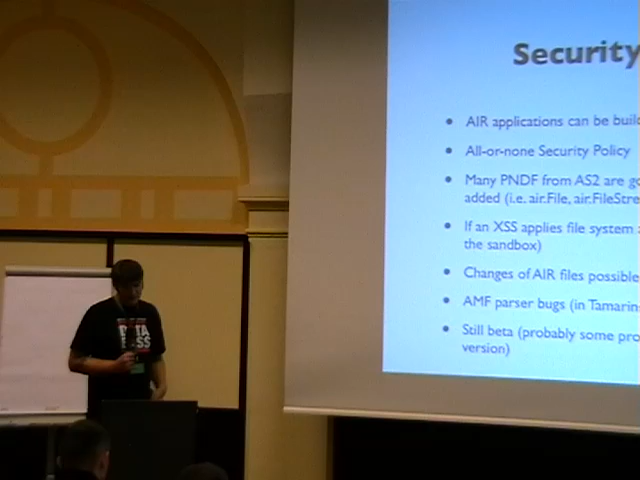 Security
• AIR applications can be buil
• All-or-none Security Policy
• Many PNDF from AS2 are go
added (i.e. air.File, air.FileStre
• If an XSS applies file system a
the sandbox)
• Changes of AIR files possible
• AMF parser bugs (in Tamarin
• Still beta (probably some pro
version)